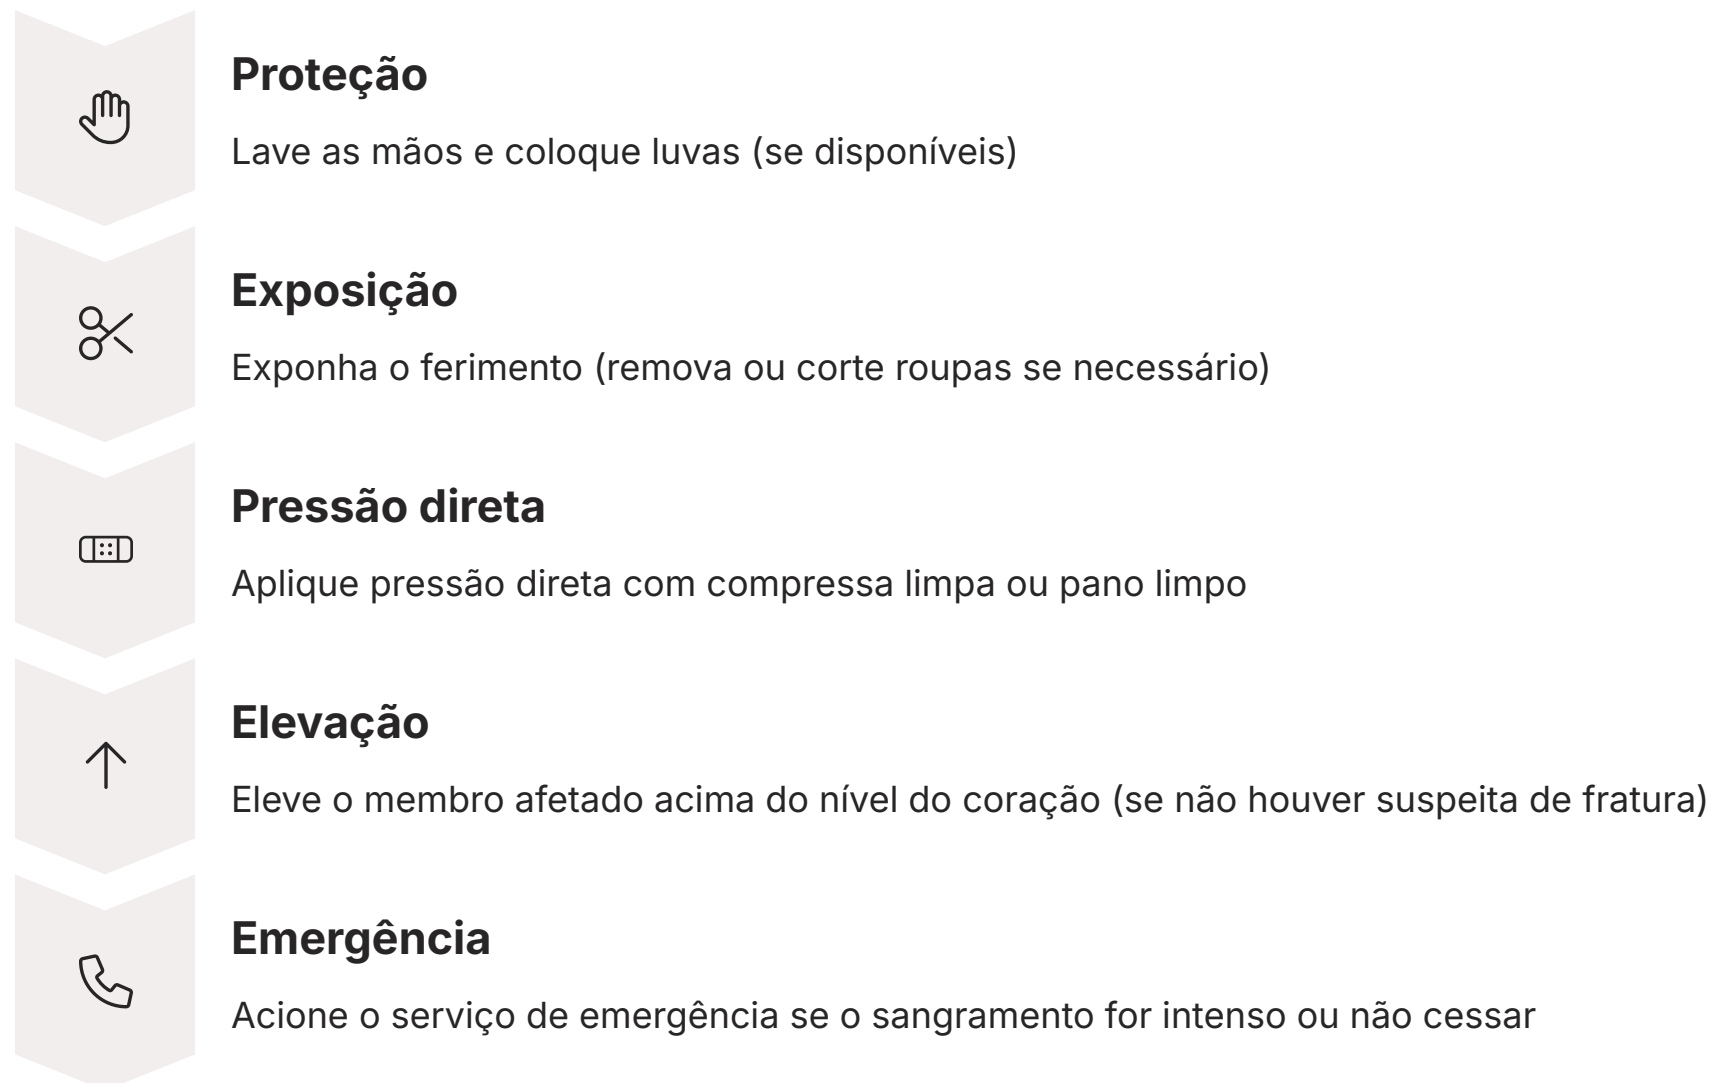 Proteção
Lave as mãos e coloque luvas (se disponíveis)
Exposição
Exponha o ferimento (remova ou corte roupas se necessário)
Pressão direta
Aplique pressão direta com compressa limpa ou pano limpo
Elevação
Eleve o membro afetado acima do nível do coração (se não houver suspeita de fratura)
Emergência
Acione o serviço de emergência se o sangramento for intenso ou não cessar